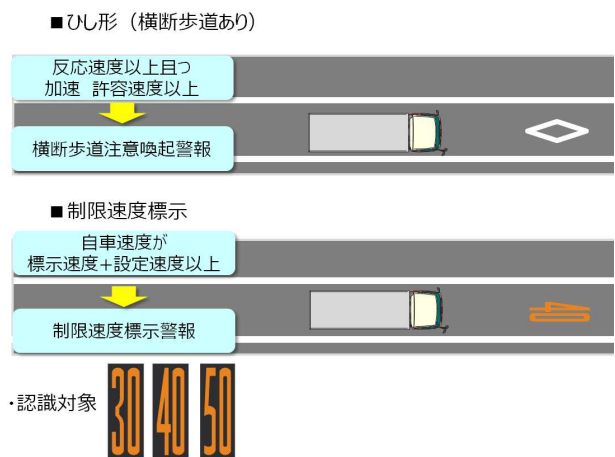 ■ひし形（横断歩道あり）
反応速度以上且つ
加速 許容速度以上
横断歩道注意喚起警報
■制限速度標示
自車速度が
標示速度+設定速度以上
制限速度標示警報
40
・認識対象
30 40 50